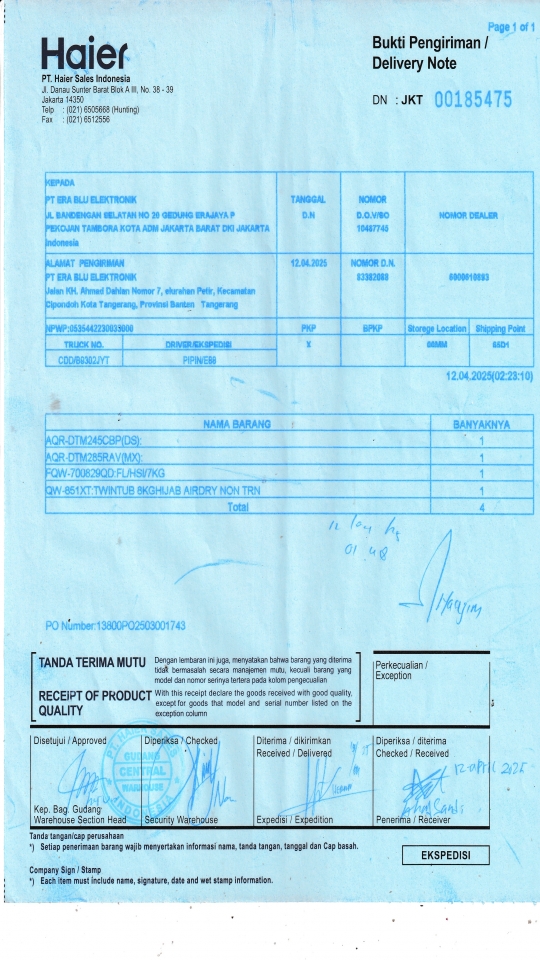 Page 1 of 1
Haier
Bukti Pengiriman /
Delivery Note
PT. Haier Sales Indonesia
Jl. Danau Sunter Barat Blok A III, No. 38 - 39
Jakarta 14350
Telp : (021) 6505668 (Hunting)
Fax : (021) 6512556
DN : JKT 00185475
KEPADA
PT ERA BLU ELEKTRONIK
JL BANDENGAN SELATAN NO 20 GEDUNG ERAJAYA P
PEKOJAN TAMBORA KOTA ADM JAKARTA BARAT DKI JAKARTA
Indonesia
TANGGAL
D.N
NOMOR
D.O.V/SO
10487740
NOMOR DEALER
ALAMAT PENGIRIMAN
PT ERA BLU ELEKTRONIK
Jalan KH. Ahmad Dahlan Nomor 7, Kecamatan
Cipondoh Kota Tangerang, Provinsi Banten Tangerang
12.04.2025
NOMOR D.N.
83382088
NPWP:
PKP
BPKP
Storege Location
Shipping Point
TRUCK NO.
DRIVER/EKSPEDISI
X
65D1
CDD/B9302JYT
12.04.2025(02:23:10)
NAMA BARANG BANYAKNYA
AQR-DTM245CBP(DS): 1
AQR-DTM285RAV(MX): 1
FQW-700829QD:FL/HSI/7KG 1
QW-851XT:TWINTUB 8KGHIJAB AIRDRY NON TRN 1
Total 4
PO Number:13800PO2503001743
TANDA TERIMA MUTU
Dengan lembaran ini juga, menyatakan bahwa barang yang diterima
tidak bermasalah secara manajemen mutu, kecuali barang yang
model dan nomor serinya tertera pada kolom pengecualian
RECEIPT OF PRODUCT
QUALITY
With this receipt declare the goods received with good quality,
except for goods that model and serial number listed on the
exception column
Perkecualian /
Exception
Disetujui / Approved
Diperiksa / Checked
Diterima / dikirimkan
Received / Delivered
Diperiksa / diterima
Checked / Received
GUDANG
CENTRAL
WAREHOUSE
12-April 2025
Kep. Bag. Gudang
Warehouse Section Head
Security Warehouse
Expedisi / Expedition
Penerima / Receiver
Tanda tangan/cap perusahaan
*) Setiap penerimaan barang wajib menyertakan informasi nama, tanda tangan, tanggal dan Cap basah.
EKSPEDISI
Company Sign / Stamp
*) Each item must include name, signature, date and wet stamp information.